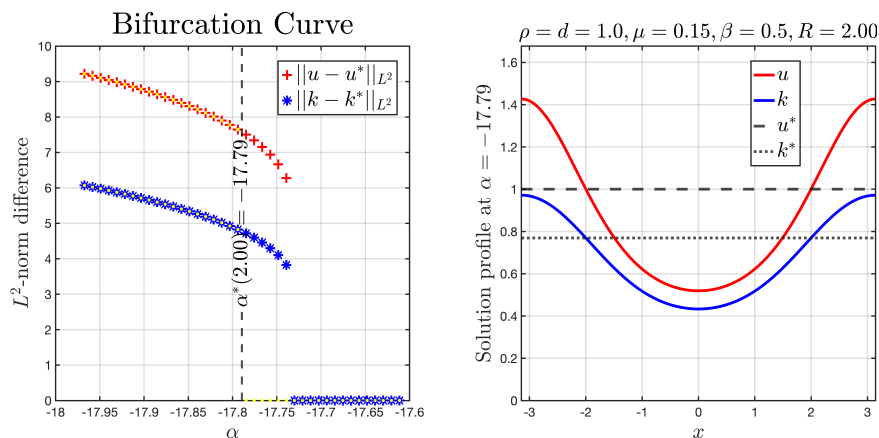 Bifurcation Curve
10
9
8
7
6
5
4
3
2
1
0
-18
-17.95
-17.9
-17.85
-17.8
-17.75
-17.7
-17.65
-17.6
L²-norm difference
α
||u − u*||_{L²}
||k − k*||_{L²}
α*(2.00) = −17.79
ρ = d = 1.0, μ = 0.15, β = 0.5, R = 2.00
1.6
1.4
1.2
1
0.8
0.6
0.4
0.2
0
-3
-2
-1
0
1
2
3
Solution profile at α = −17.79
x
u
k
u*
k*